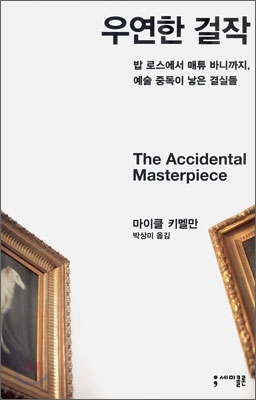 우연한 걸작
밥 로스에서 매튜 바니까지,
예술 중독이 낳은 결실들
The Accidental
Masterpiece
마이클 키멜만
박상미 옮김
세미콜론